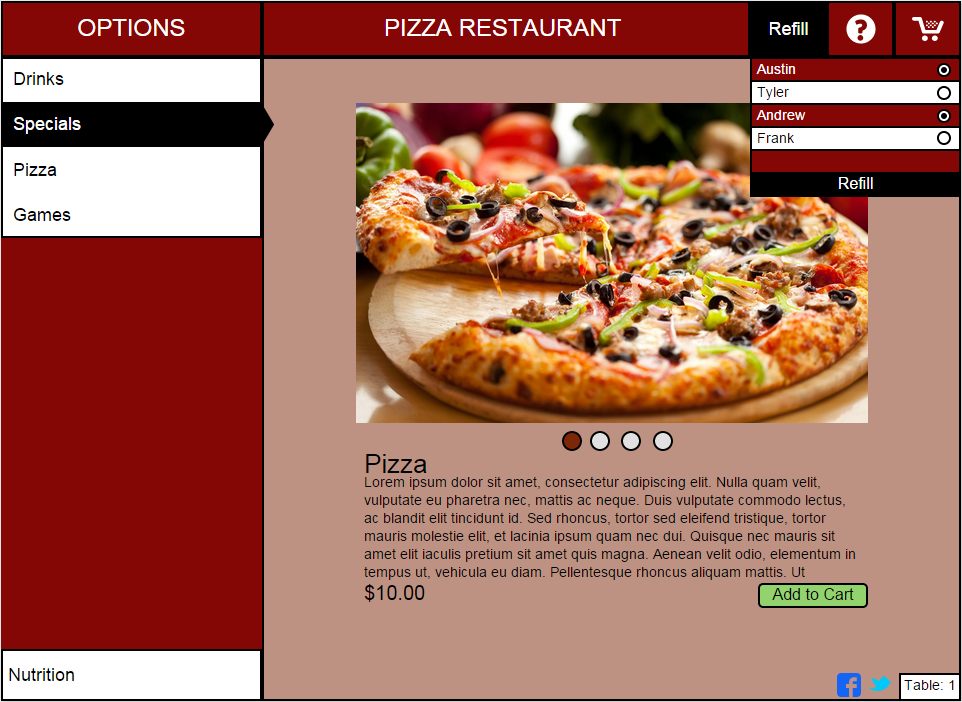 OPTIONS
PIZZA RESTAURANT
Refill
?
Drinks
Specials
Pizza
Games
Austin
Tyler
Andrew
Frank
Refill
Pizza
Lorem ipsum dolor sit amet, consectetur adipiscing elit. Nulla quam velit,
vulputate eu pharetra nec, mattis ac neque. Duis vulputate commodo lectus,
ac blandit elit tincidunt id. Sed rhoncus, tortor sed eleifend tristique, tortor
mauris molestie elit, et lacinia ipsum quam nec dui. Quisque nec mauris sit
amet elit iaculis pretium sit amet quis magna. Aenean velit odio, elementum in
tempus ut, vehicula eu diam. Pellentesque rhoncus aliquam mattis. Ut
$10.00
Add to Cart
Nutrition
Table: 1